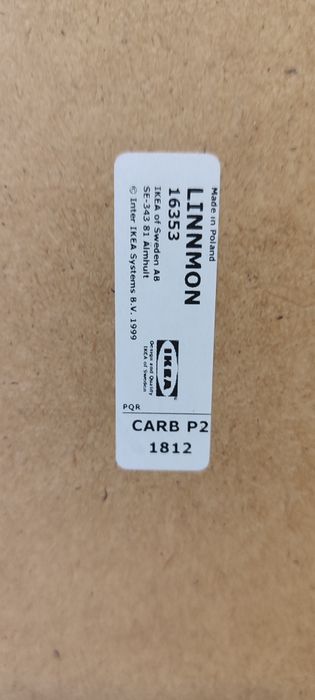 Made in Poland
LINNMON
16353
IKEA of Sweden AB
SE-343 81 Älmhult
© Inter IKEA Systems B.V. 1999
IKEA
Design and Quality
IKEA of Sweden
PQR
CARB P2
1812